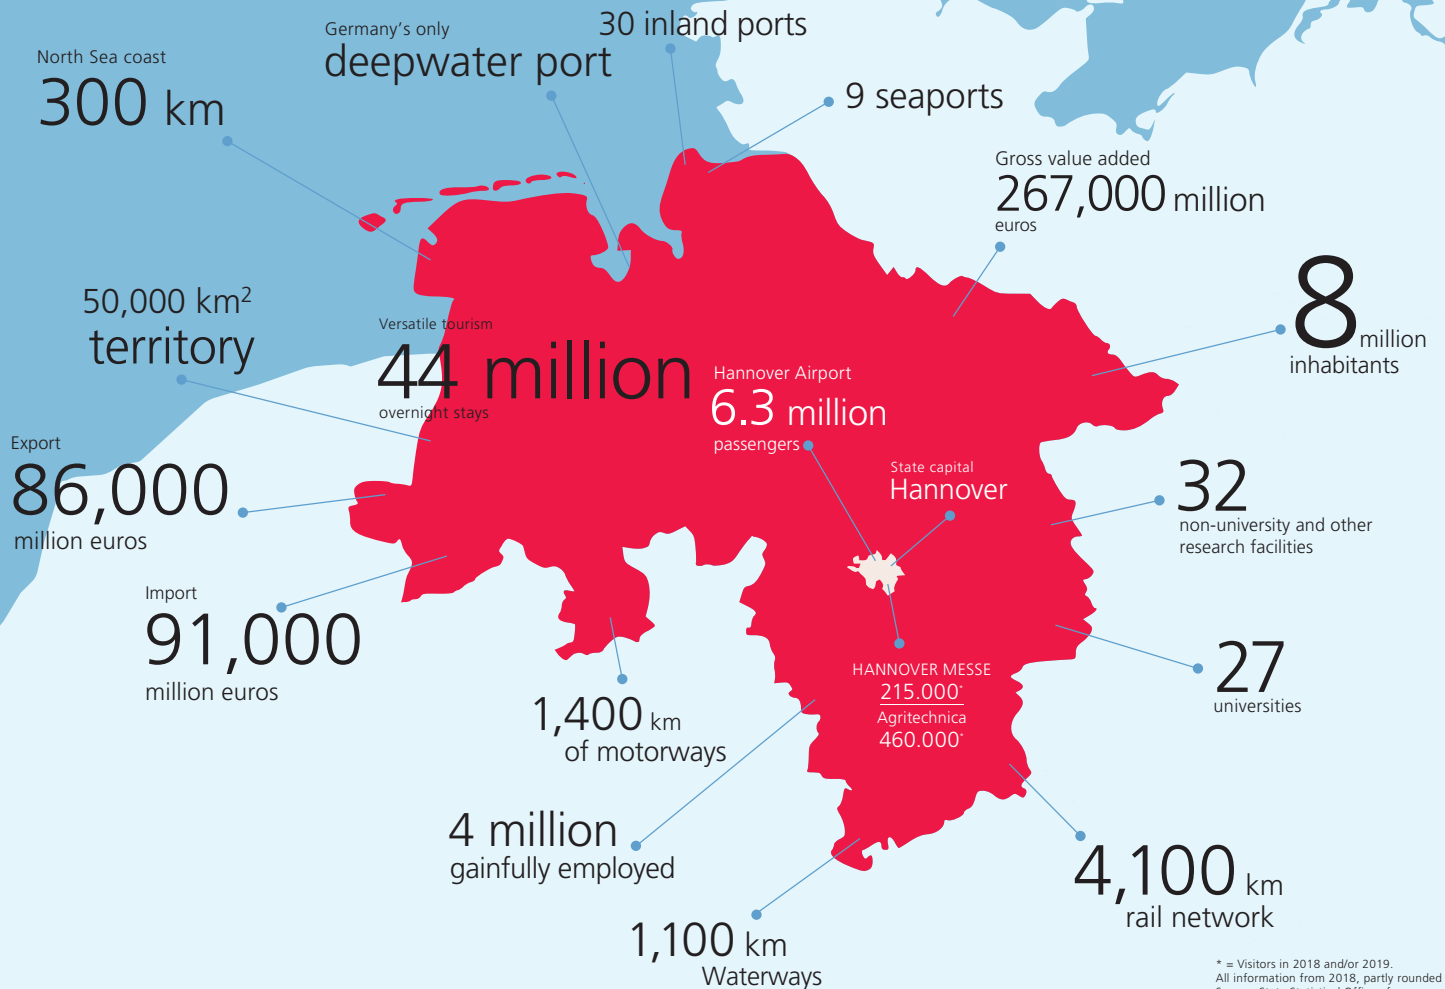 30 inland ports
Germany's only
deepwater port
North Sea coast
300 km
9 seaports
Gross value added
267,000 million
euros
8
million
inhabitants
50,000 km²
territory
Versatile tourism
44 million
overnight stays
Hannover Airport
6.3 million
passengers
State capital
Hannover
Export
86,000
million euros
32
non-university and other
research facilities
Import
91,000
million euros
27
universities
HANNOVER MESSE
215.000*
Agritechnica
460.000*
1,400 km
of motorways
4 million
gainfully employed
4,100 km
rail network
1,100 km
Waterways
* = Visitors in 2018 and/or 2019.
All information from 2018, partly rounded